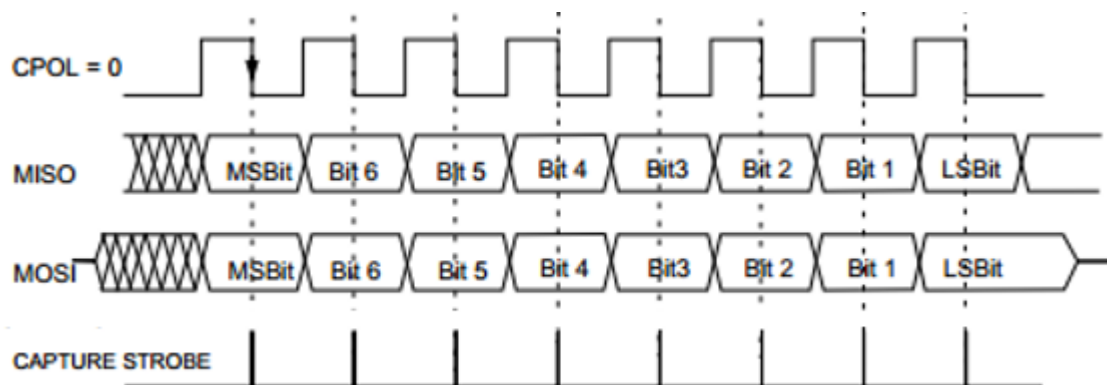 CPOL = 0
MISO MSBit Bit 6 Bit 5 Bit 4 Bit3 Bit 2 Bit 1 LSBit
MOSI MSBit Bit 6 Bit 5 Bit 4 Bit3 Bit 2 Bit 1 LSBit
CAPTURE STROBE